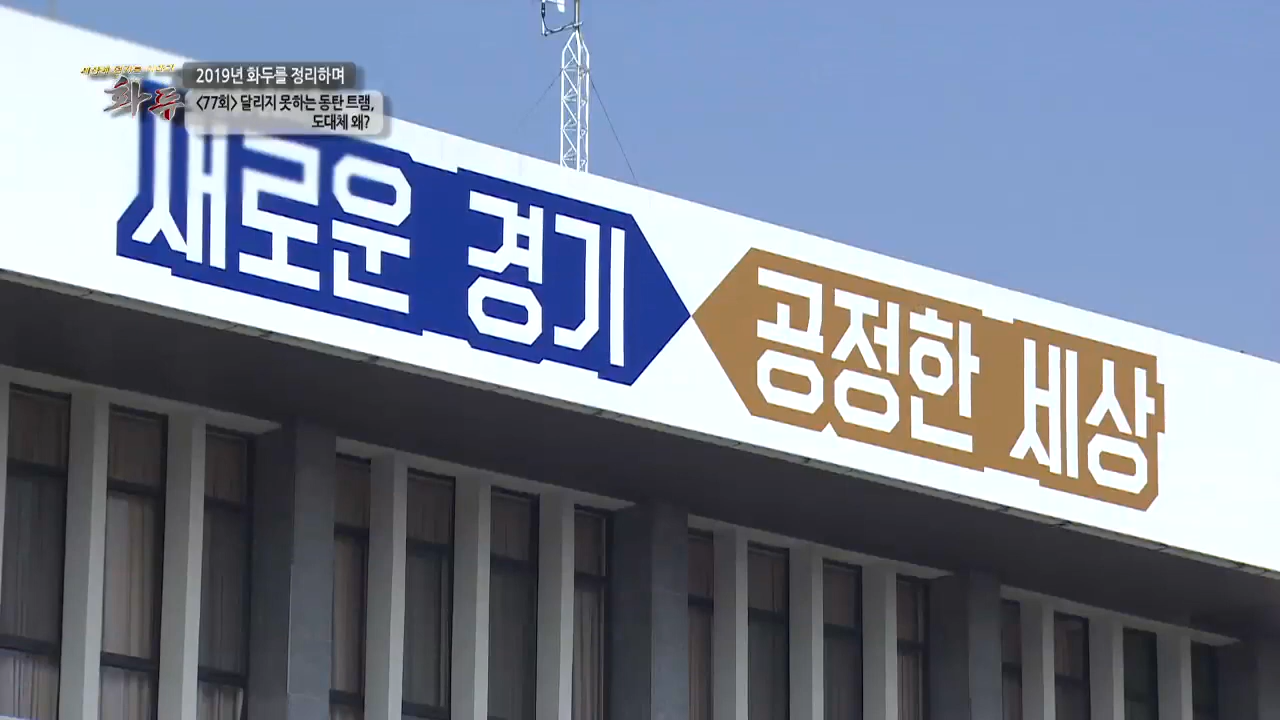 화두
2019년 화두를 정리하며
<77회> 달리지 못하는 동탄 트램,
도대체 왜?
새로운 경기
공정한 세상